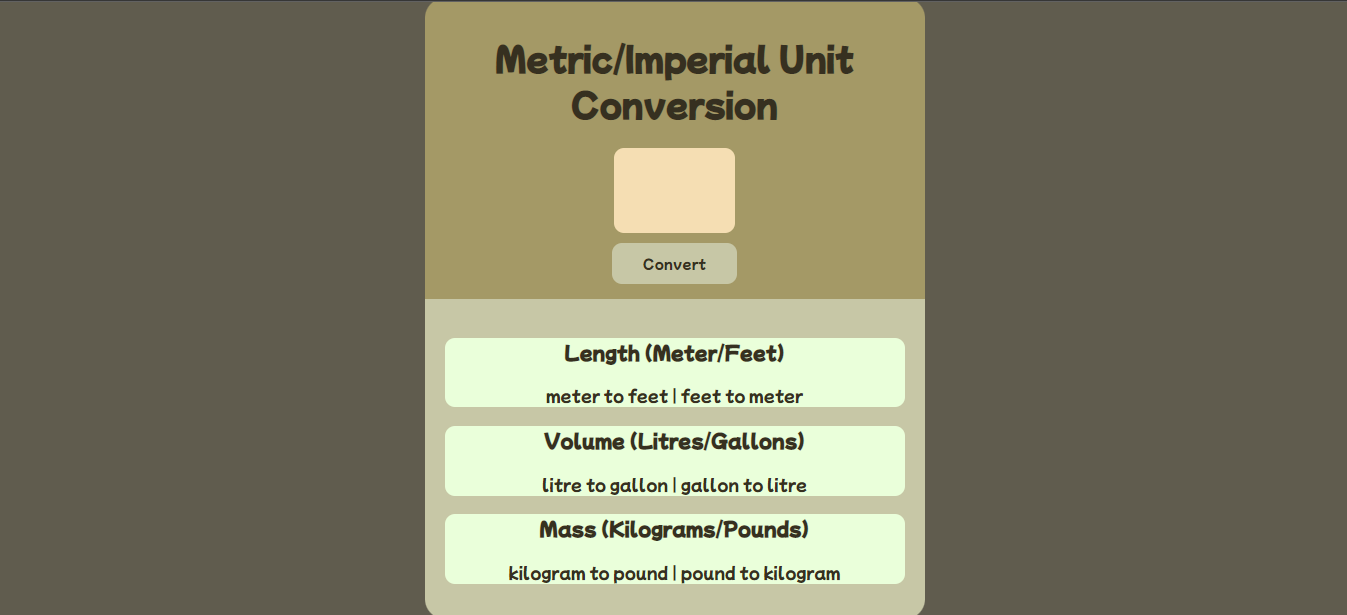 Metric/Imperial Unit
Conversion
Convert
Length (Meter/Feet)
meter to feet | feet to meter
Volume (Litres/Gallons)
litre to gallon | gallon to litre
Mass (Kilograms/Pounds)
kilogram to pound | pound to kilogram